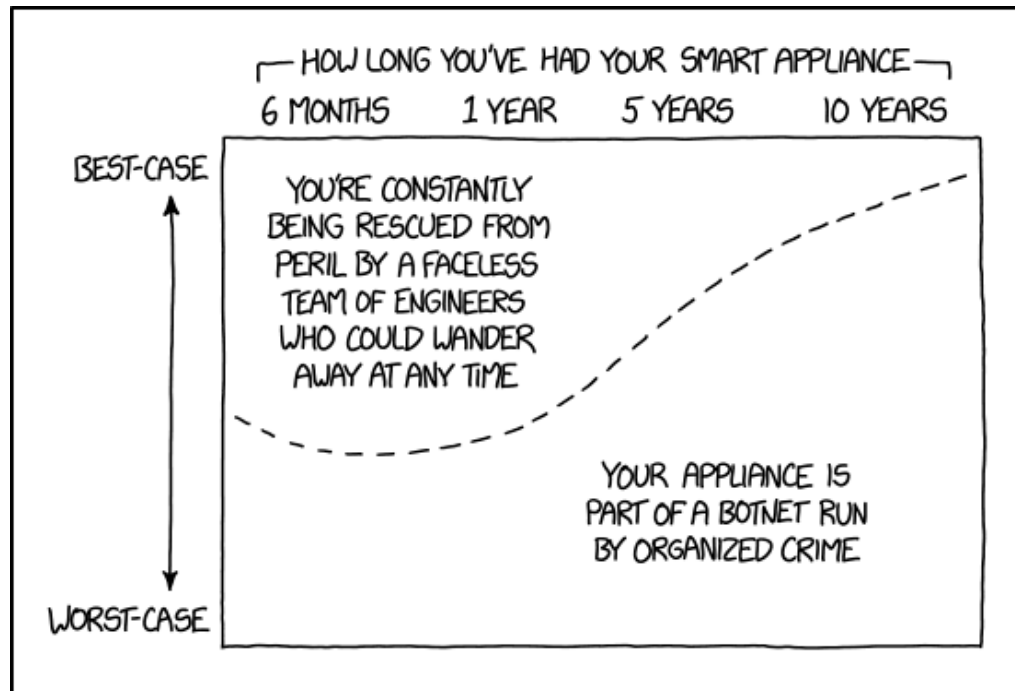 HOW LONG YOU'VE HAD YOUR SMART APPLIANCE
6 MONTHS 1 YEAR 5 YEARS 10 YEARS
BEST-CASE
YOU'RE CONSTANTLY
BEING RESCUED FROM
PERIL BY A FACELESS
TEAM OF ENGINEERS
WHO COULD WANDER
AWAY AT ANY TIME
YOUR APPLIANCE IS
PART OF A BOTNET RUN
BY ORGANIZED CRIME
WORST-CASE